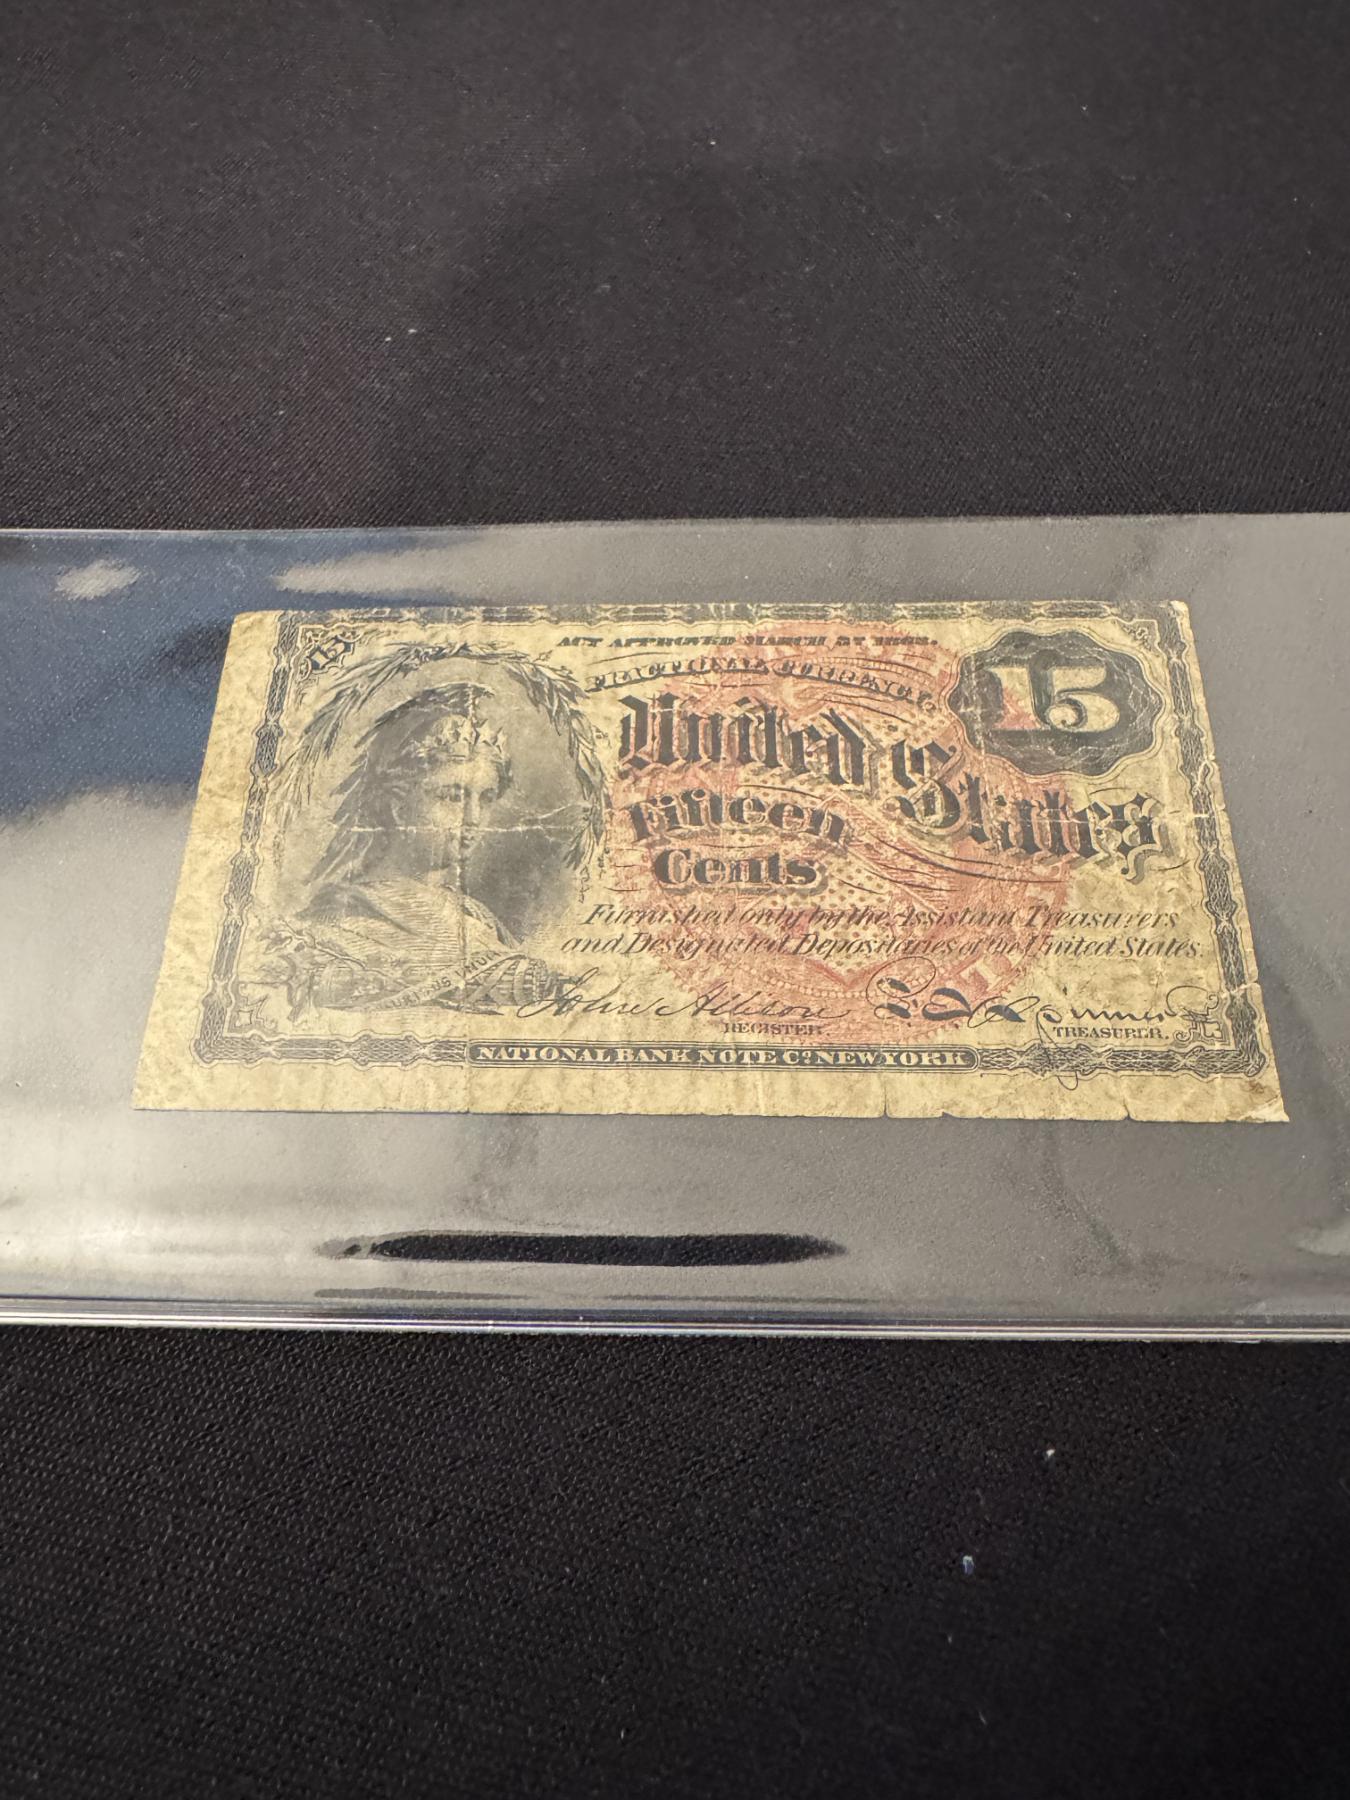 15
ACT APPROVED MARCH 3D 1863.
FRACTIONAL CURRENCY
15
United States
Fifteen
Cents
Furnished only by the Assistant Treasurers
and Designated Depositaries of the United States.
John Allison
REGISTER.
F. E. Spinner
TREASURER.
NATIONAL BANK NOTE CO. NEW YORK